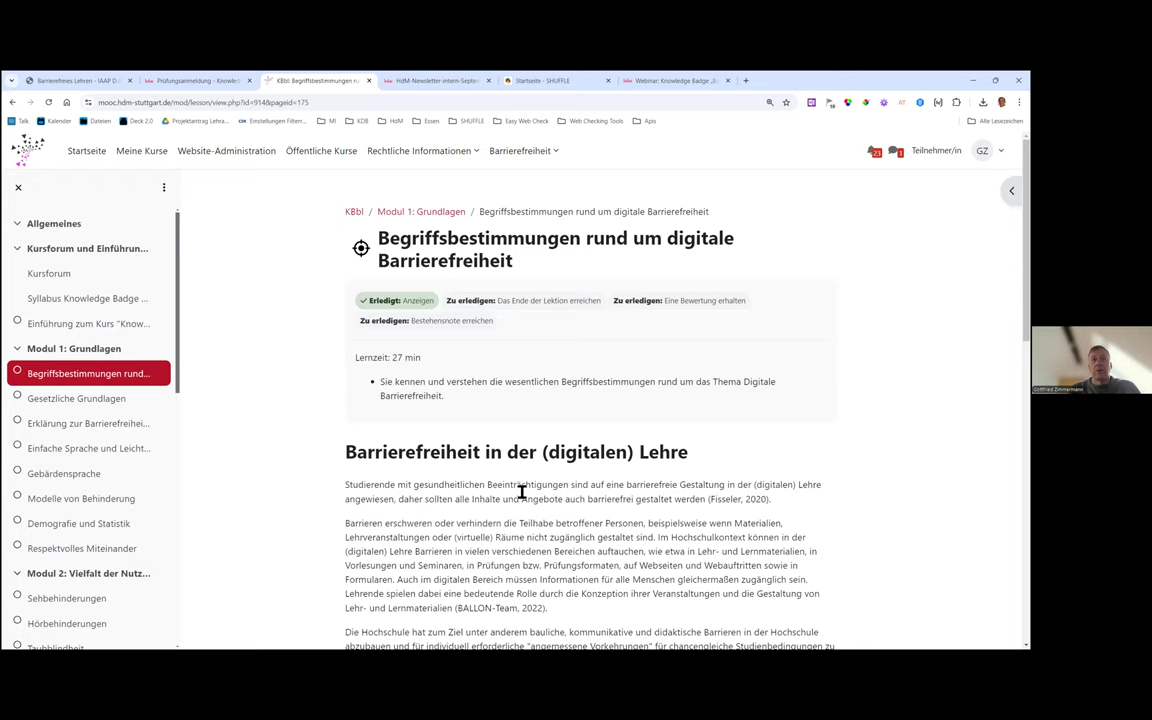 Barrierefreies Lehren - IAAP D-A
Prüfungsanmeldung - Knowled
KBbl: Begriffsbestimmungen ru
HdM-Newsletter-intern-Septe
Startseite - SHUFFLE
Webinar: Knowledge Badge „B
mooc.hdm-stuttgart.de/mod/lesson/view.php?id=914&pageid=175
Talk
Kalender
Dateien
Deck 2.0
Projektantrag Lehra...
Einstellungen Filterr...
MI
KDB
HdM
Essen
SHUFFLE
Easy Web Check
Web Checking Tools
Apis
Alle Lesezeichen
Startseite
Meine Kurse
Website-Administration
Öffentliche Kurse
Rechtliche Informationen
Barrierefreiheit
23
1
Teilnehmer/in
GZ
Allgemeines
Kursforum und Einführun...
Kursforum
Syllabus Knowledge Badge ...
Einführung zum Kurs "Know...
Modul 1: Grundlagen
Begriffsbestimmungen rund...
Gesetzliche Grundlagen
Erklärung zur Barrierefreihei...
Einfache Sprache und Leicht...
Gebärdensprache
Modelle von Behinderung
Demografie und Statistik
Respektvolles Miteinander
Modul 2: Vielfalt der Nutz...
Sehbehinderungen
Hörbehinderungen
Taubblindheit
KBbl / Modul 1: Grundlagen / Begriffsbestimmungen rund um digitale Barrierefreiheit
Begriffsbestimmungen rund um digitale
Barrierefreiheit
Erledigt: Anzeigen
Zu erledigen: Das Ende der Lektion erreichen
Zu erledigen: Eine Bewertung erhalten
Zu erledigen: Bestehensnote erreichen
Lernzeit: 27 min
• Sie kennen und verstehen die wesentlichen Begriffsbestimmungen rund um das Thema Digitale
Barrierefreiheit.
Barrierefreiheit in der (digitalen) Lehre
Studierende mit gesundheitlichen Beeinträchtigungen sind auf eine barrierefreie Gestaltung in der (digitalen) Lehre
angewiesen, daher sollten alle Inhalte und Angebote auch barrierefrei gestaltet werden (Fisseler, 2020).
Barrieren erschweren oder verhindern die Teilhabe betroffener Personen, beispielsweise wenn Materialien,
Lehrveranstaltungen oder (virtuelle) Räume nicht zugänglich gestaltet sind. Im Hochschulkontext können in der
(digitalen) Lehre Barrieren in vielen verschiedenen Bereichen auftauchen, wie etwa in Lehr- und Lernmaterialien, in
Vorlesungen und Seminaren, in Prüfungen bzw. Prüfungsformaten, auf Webseiten und Webauftritten sowie in
Formularen. Auch im digitalen Bereich müssen Informationen für alle Menschen gleichermaßen zugänglich sein.
Lehrende spielen dabei eine bedeutende Rolle durch die Konzeption ihrer Veranstaltungen und die Gestaltung von
Lehr- und Lernmaterialien (BALLON-Team, 2022).
Die Hochschule hat zum Ziel unter anderem bauliche, kommunikative und didaktische Barrieren in der Hochschule
abzubauen und für individuell erforderliche "angemessene Vorkehrungen" für chancengleiche Studienbedingungen zu
Gottfried Zimmermann